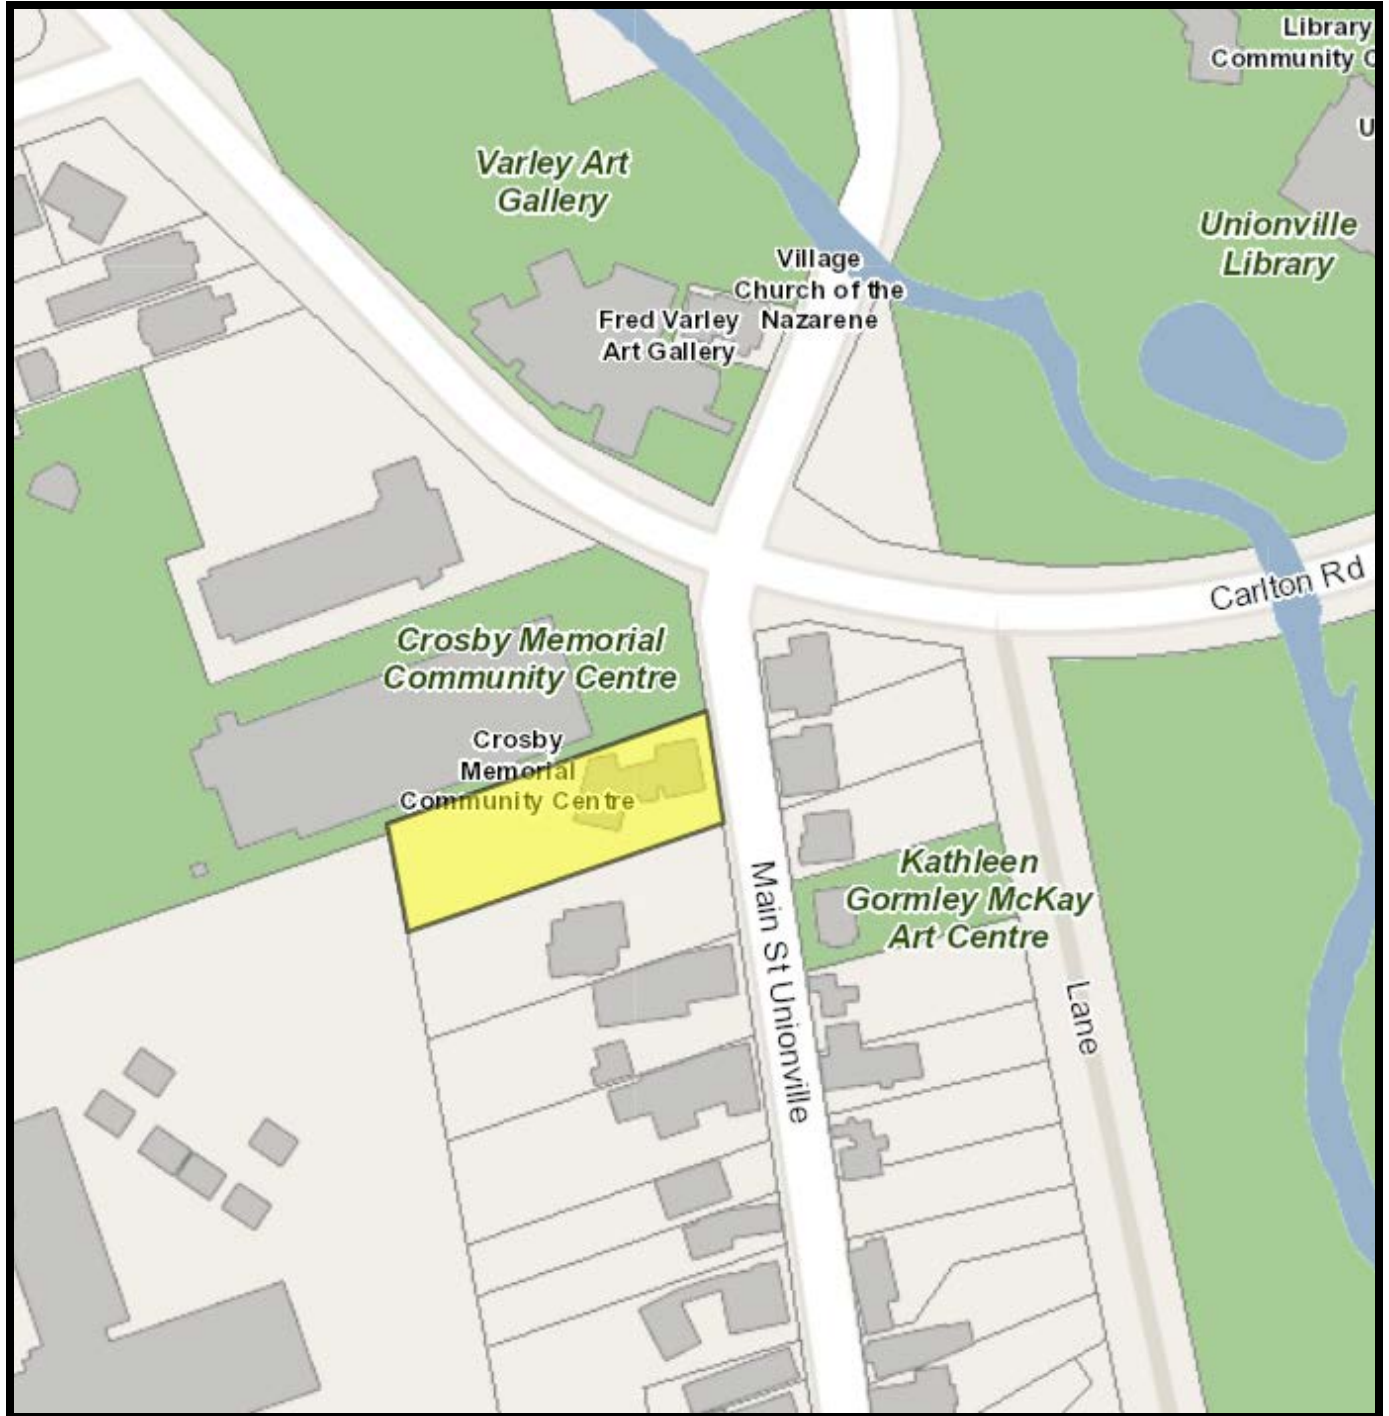 Library
Community C
U
Varley Art
Gallery
Unionville
Library
Village
Church of the
Nazarene
Fred Varley
Art Gallery
Carlton Rd
Crosby Memorial
Community Centre
Crosby
Memorial
Community Centre
Kathleen
Gormley McKay
Art Centre
Main St Unionville
Lane